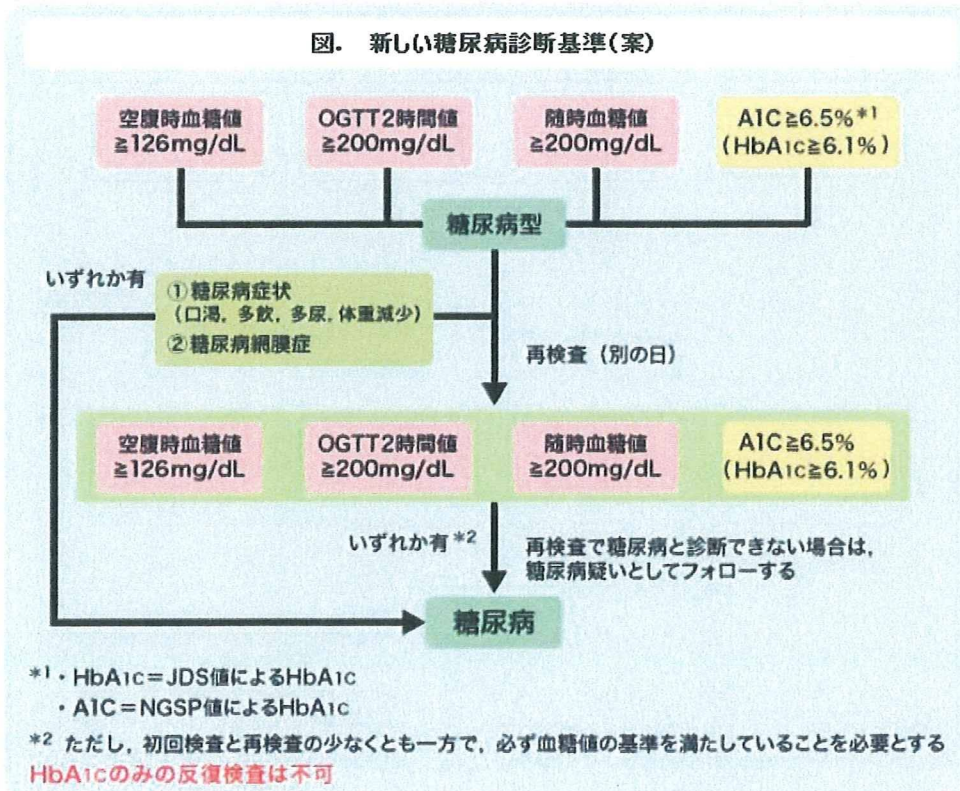 図. 新しい糖尿病診断基準(案)
空腹時血糖値
≧126mg/dL
OGTT2時間値
≧200mg/dL
随時血糖値
≧200mg/dL
A1C≧6.5%*1
(HbA1c≧6.1%)
糖尿病型
いずれか有
①糖尿病症状
(口渇, 多飲, 多尿, 体重減少)
②糖尿病網膜症
再検査(別の日)
空腹時血糖値
≧126mg/dL
OGTT2時間値
≧200mg/dL
随時血糖値
≧200mg/dL
A1C≧6.5%
(HbA1c≧6.1%)
いずれか有*2
再検査で糖尿病と診断できない場合は,
糖尿病疑いとしてフォローする
糖尿病
*1・HbA1c=JDS値によるHbA1c
・A1C=NGSP値によるHbA1c
*2 ただし, 初回検査と再検査の少なくとも一方で, 必ず血糖値の基準を満たしていることを必要とする
HbA1cのみの反復検査は不可